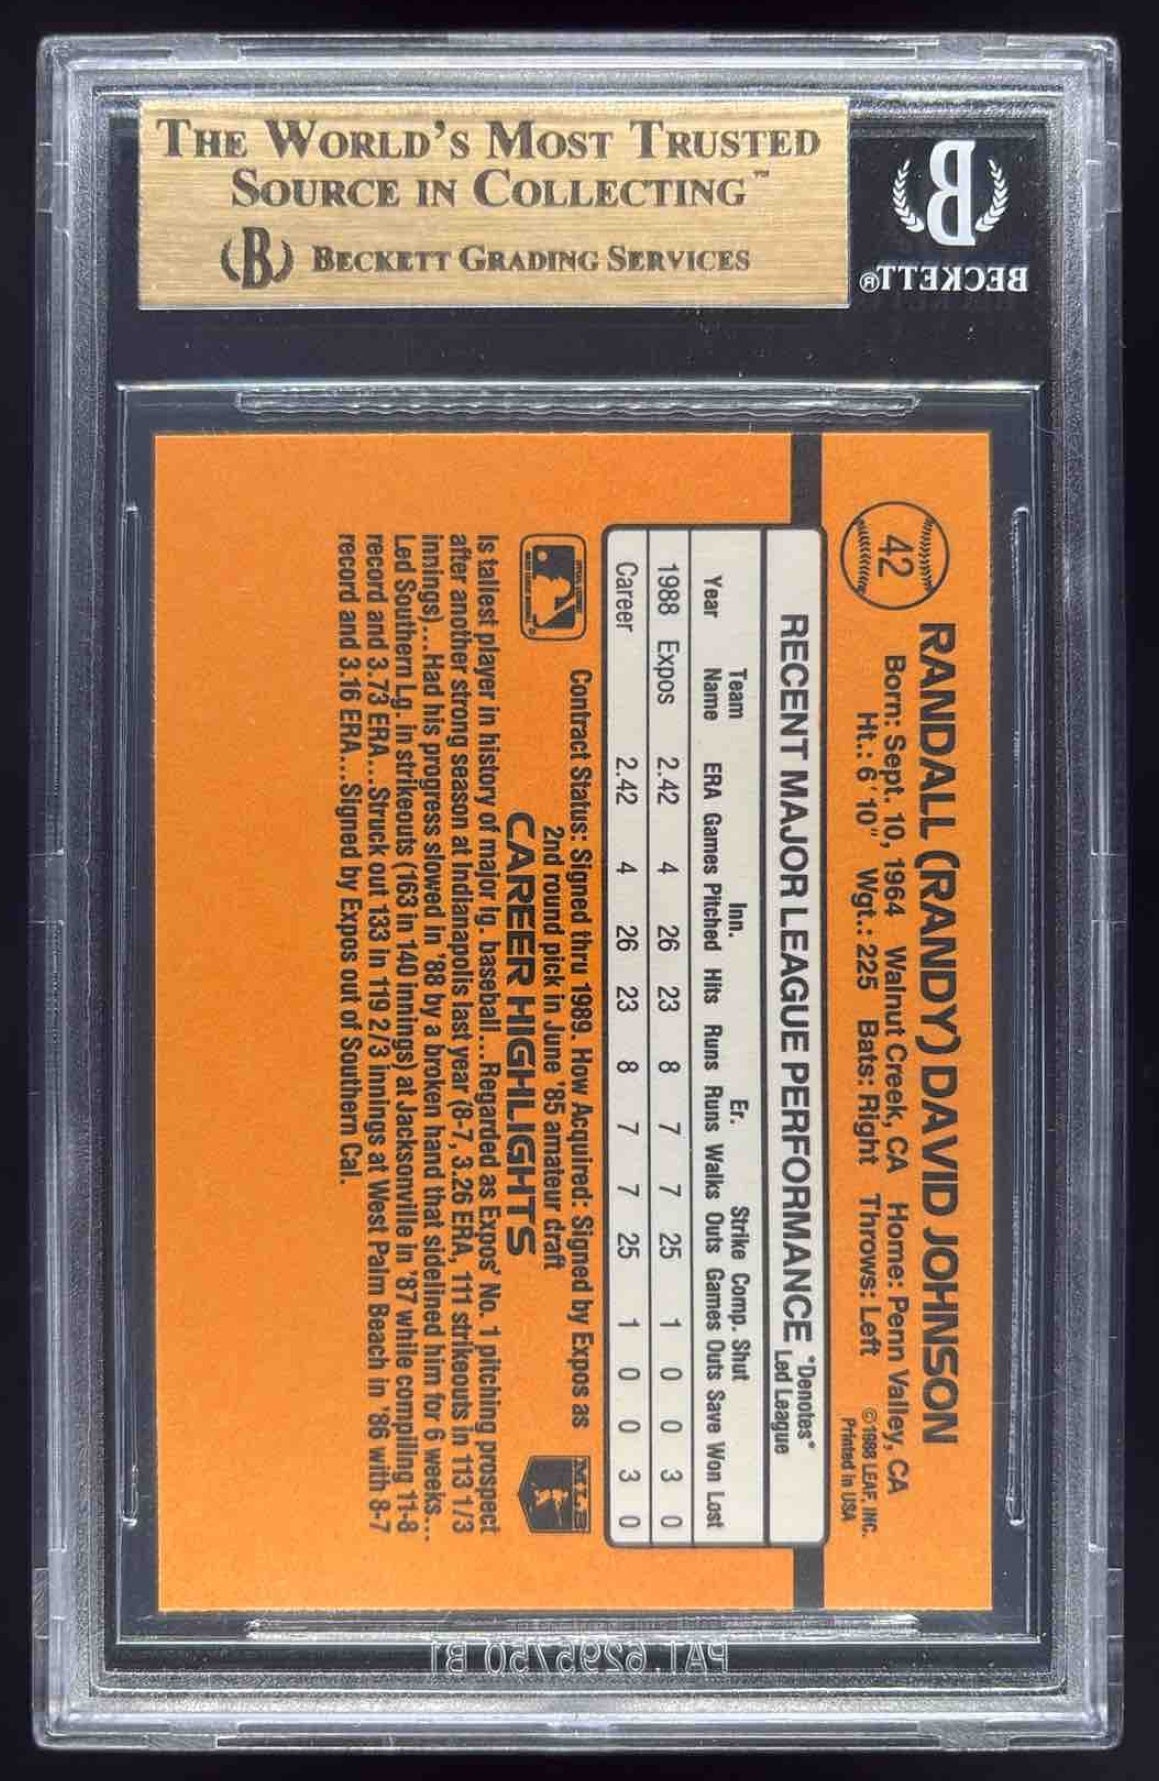 THE WORLD'S MOST TRUSTED
SOURCE IN COLLECTING™
B BECKETT GRADING SERVICES
B
BECKETT®
42
RANDALL (RANDY) DAVID JOHNSON
Born: Sept. 10, 1964 Walnut Creek, CA Home: Penn Valley, CA
Ht.: 6'10" Wgt.: 225 Bats: Right Throws: Left
©1988 LEAF, INC.
Printed in USA
RECENT MAJOR LEAGUE PERFORMANCE
*Denotes*
Led League
Team Inn. Er. Strike Comp. Shut
Year Name ERA Games Pitched Hits Runs Runs Walks Outs Games Outs Save Won Lost
1988 Expos 2.42 4 26 23 8 7 7 25 1 0 0 3 0
Career 2.42 4 26 23 8 7 7 25 1 0 0 3 0
Contract Status: Signed thru 1989. How Acquired: Signed by Expos as
2nd round pick in June '85 amateur draft
MLB
CAREER HIGHLIGHTS
Is tallest player in history of major lg. baseball...Regarded as Expos' No. 1 pitching prospect
after another strong season at Indianapolis last year (8-7, 3.26 ERA, 111 strikeouts in 113 1/3
innings)...Had his progress slowed in '88 by a broken hand that sidelined him for 6 weeks...
Led Southern Lg. in strikeouts (163 in 140 innings) at Jacksonville in '87 while compiling 11-8
record and 3.73 ERA...Struck out 133 in 119 2/3 innings at West Palm Beach in '86 with 8-7
record and 3.16 ERA...Signed by Expos out of Southern Cal.
PAT. 6295750 B1